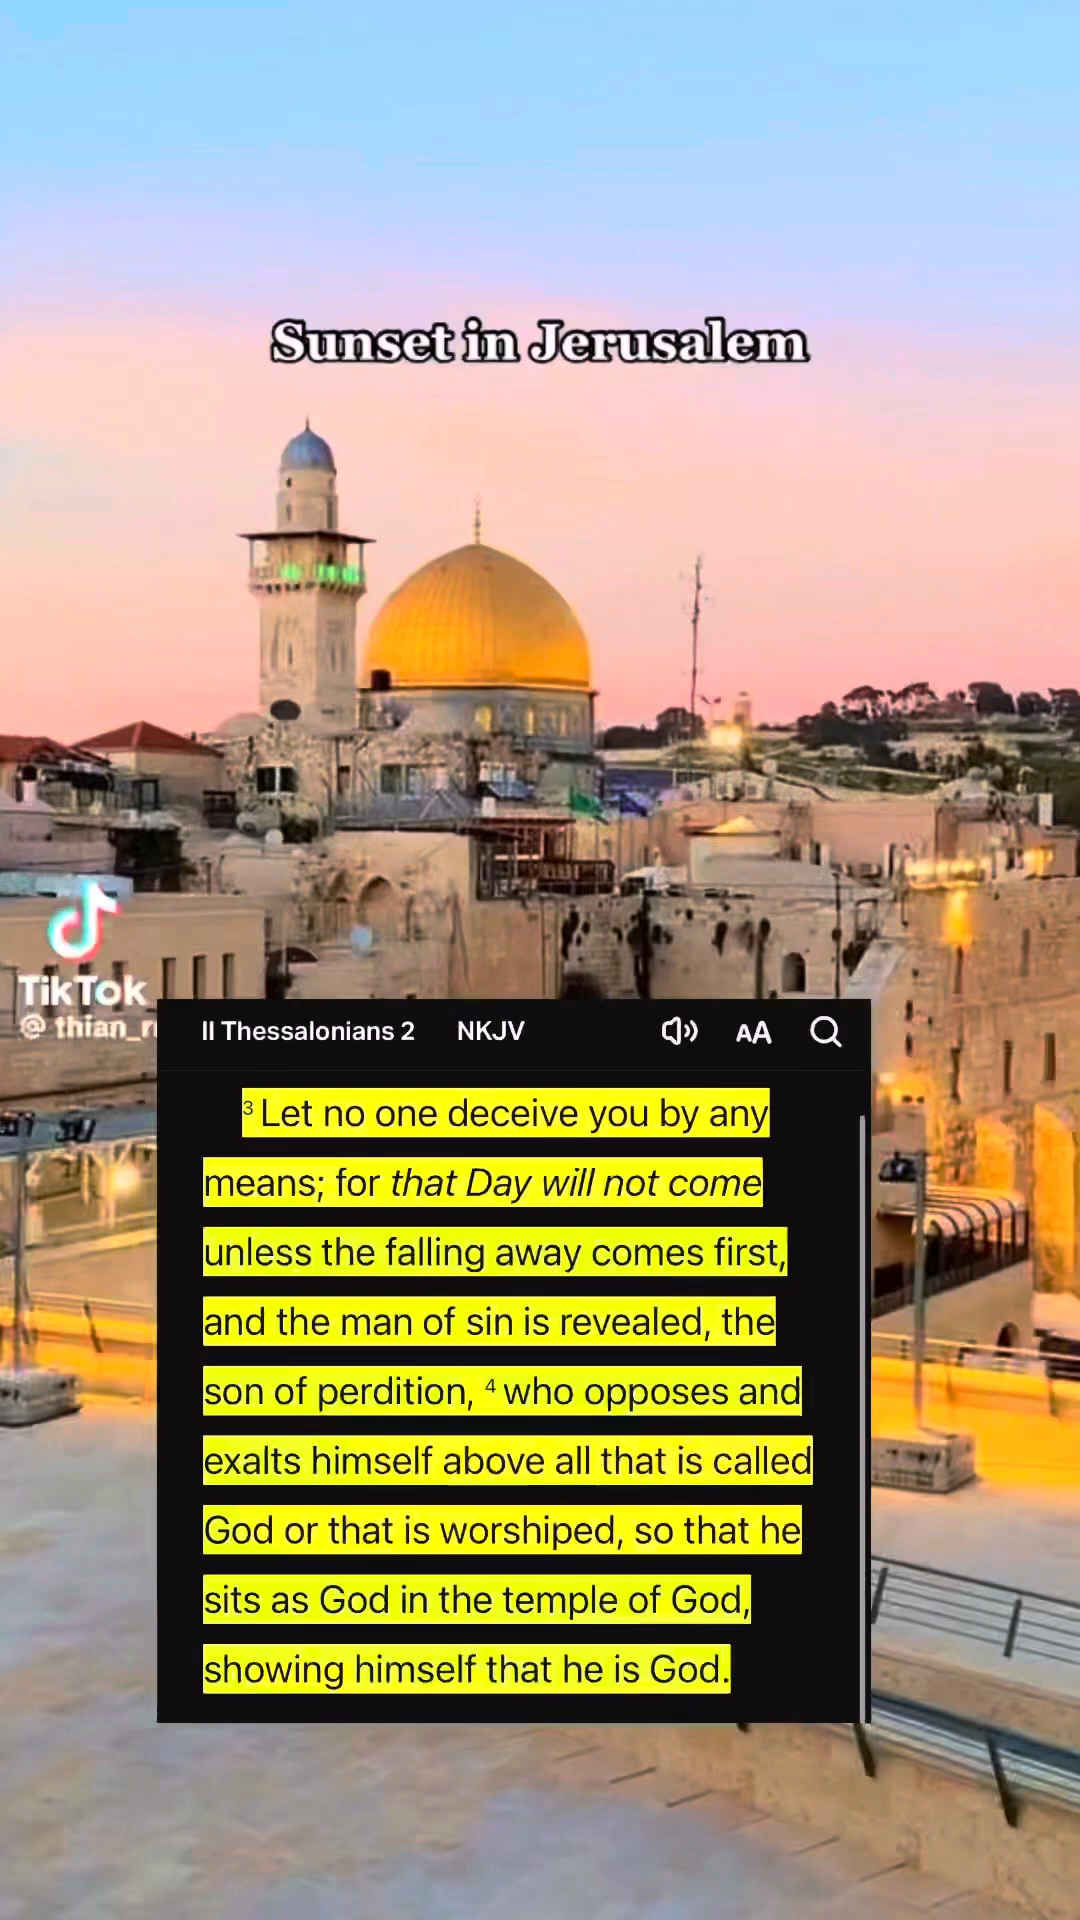 Sunset in Jerusalem
TikTok
@ thian_r
II Thessalonians 2 NKJV AA
3 Let no one deceive you by any
means; for that Day will not come
unless the falling away comes first,
and the man of sin is revealed, the
son of perdition, 4 who opposes and
exalts himself above all that is called
God or that is worshiped, so that he
sits as God in the temple of God,
showing himself that he is God.